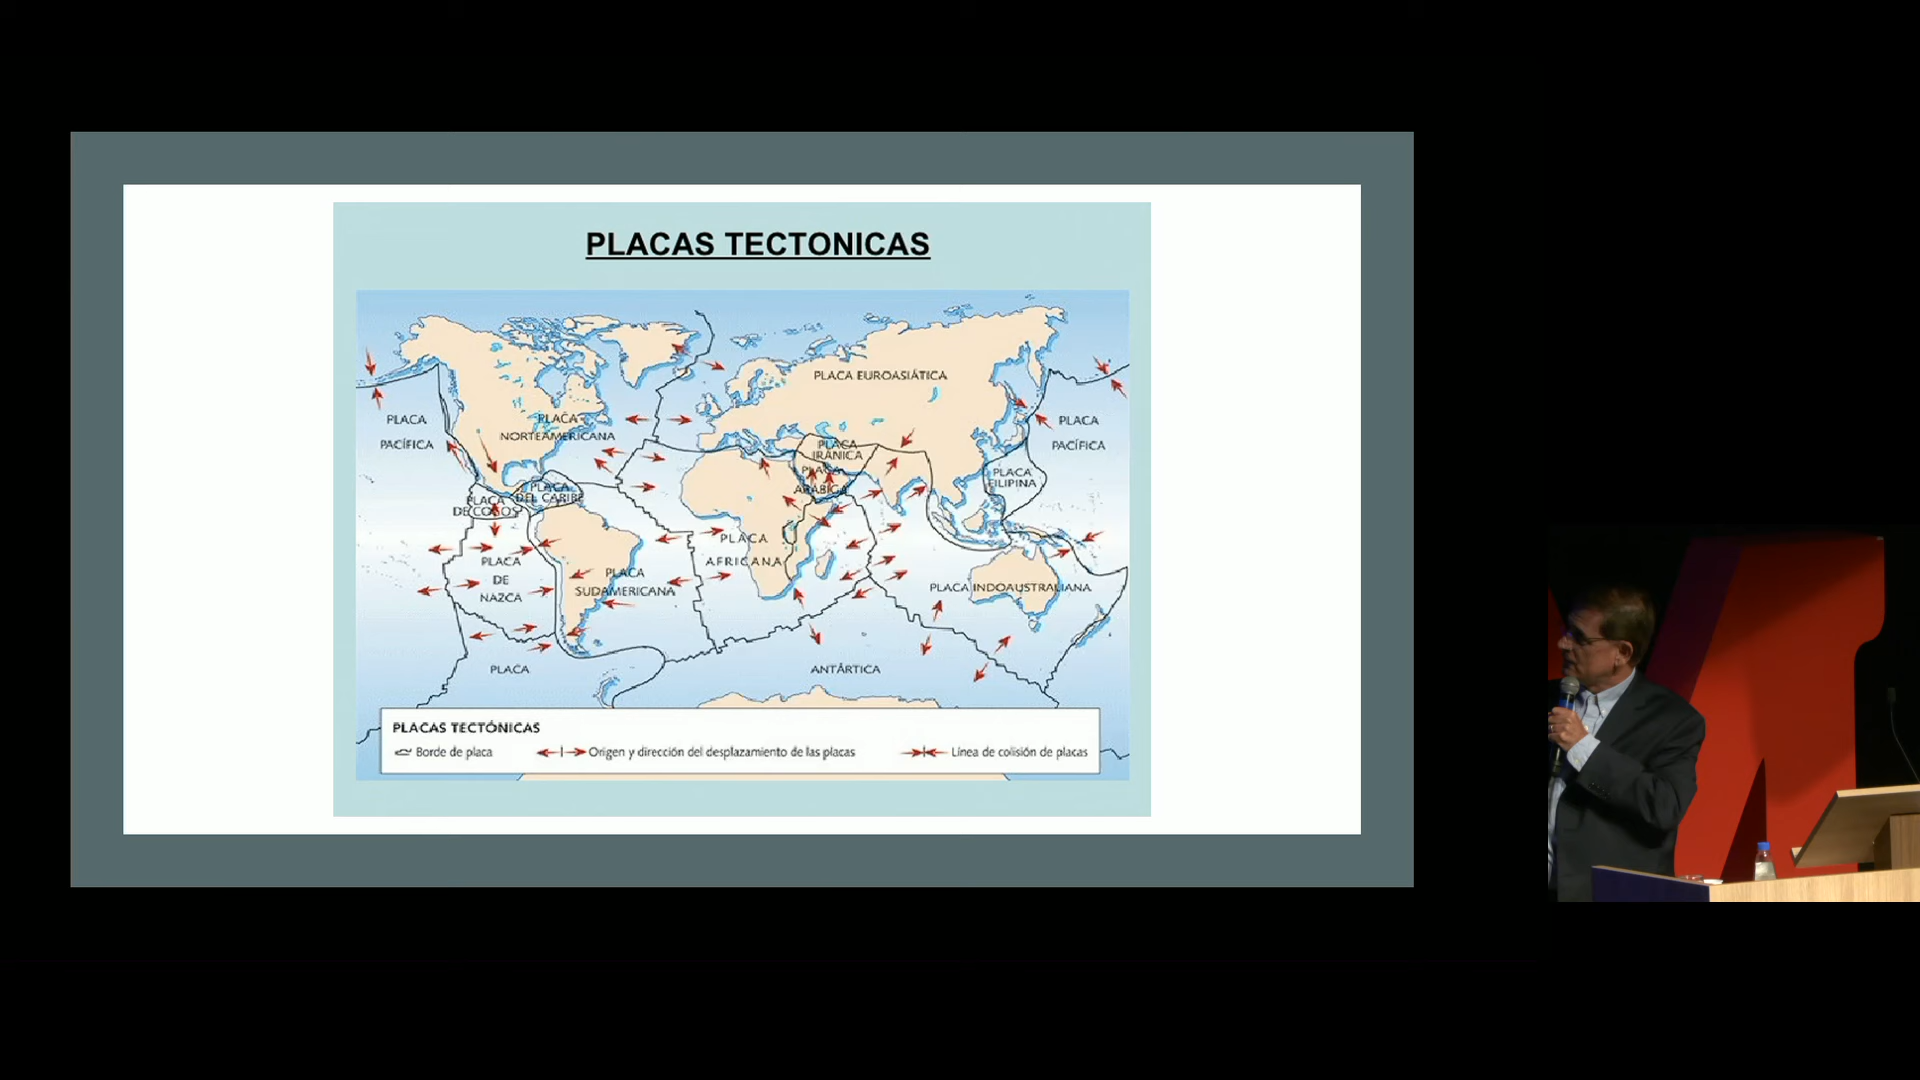 PLACAS TECTONICAS
PLACA EUROASIÁTICA
PLACA
PACÍFICA
PLACA
NORTEAMERICANA
PLACA
IRÁNICA
PLACA
ARÁBIGA
PLACA
PACÍFICA
PLACA
FILIPINA
PLACA
DE COCOS
PLACA
DEL CARIBE
PLACA
AFRICANA
PLACA
DE
NAZCA
PLACA
SUDAMERICANA
PLACA INDOAUSTRALIANA
PLACA
ANTÁRTICA
PLACAS TECTÓNICAS
Borde de placa
Origen y dirección del desplazamiento de las placas
Línea de colisión de placas